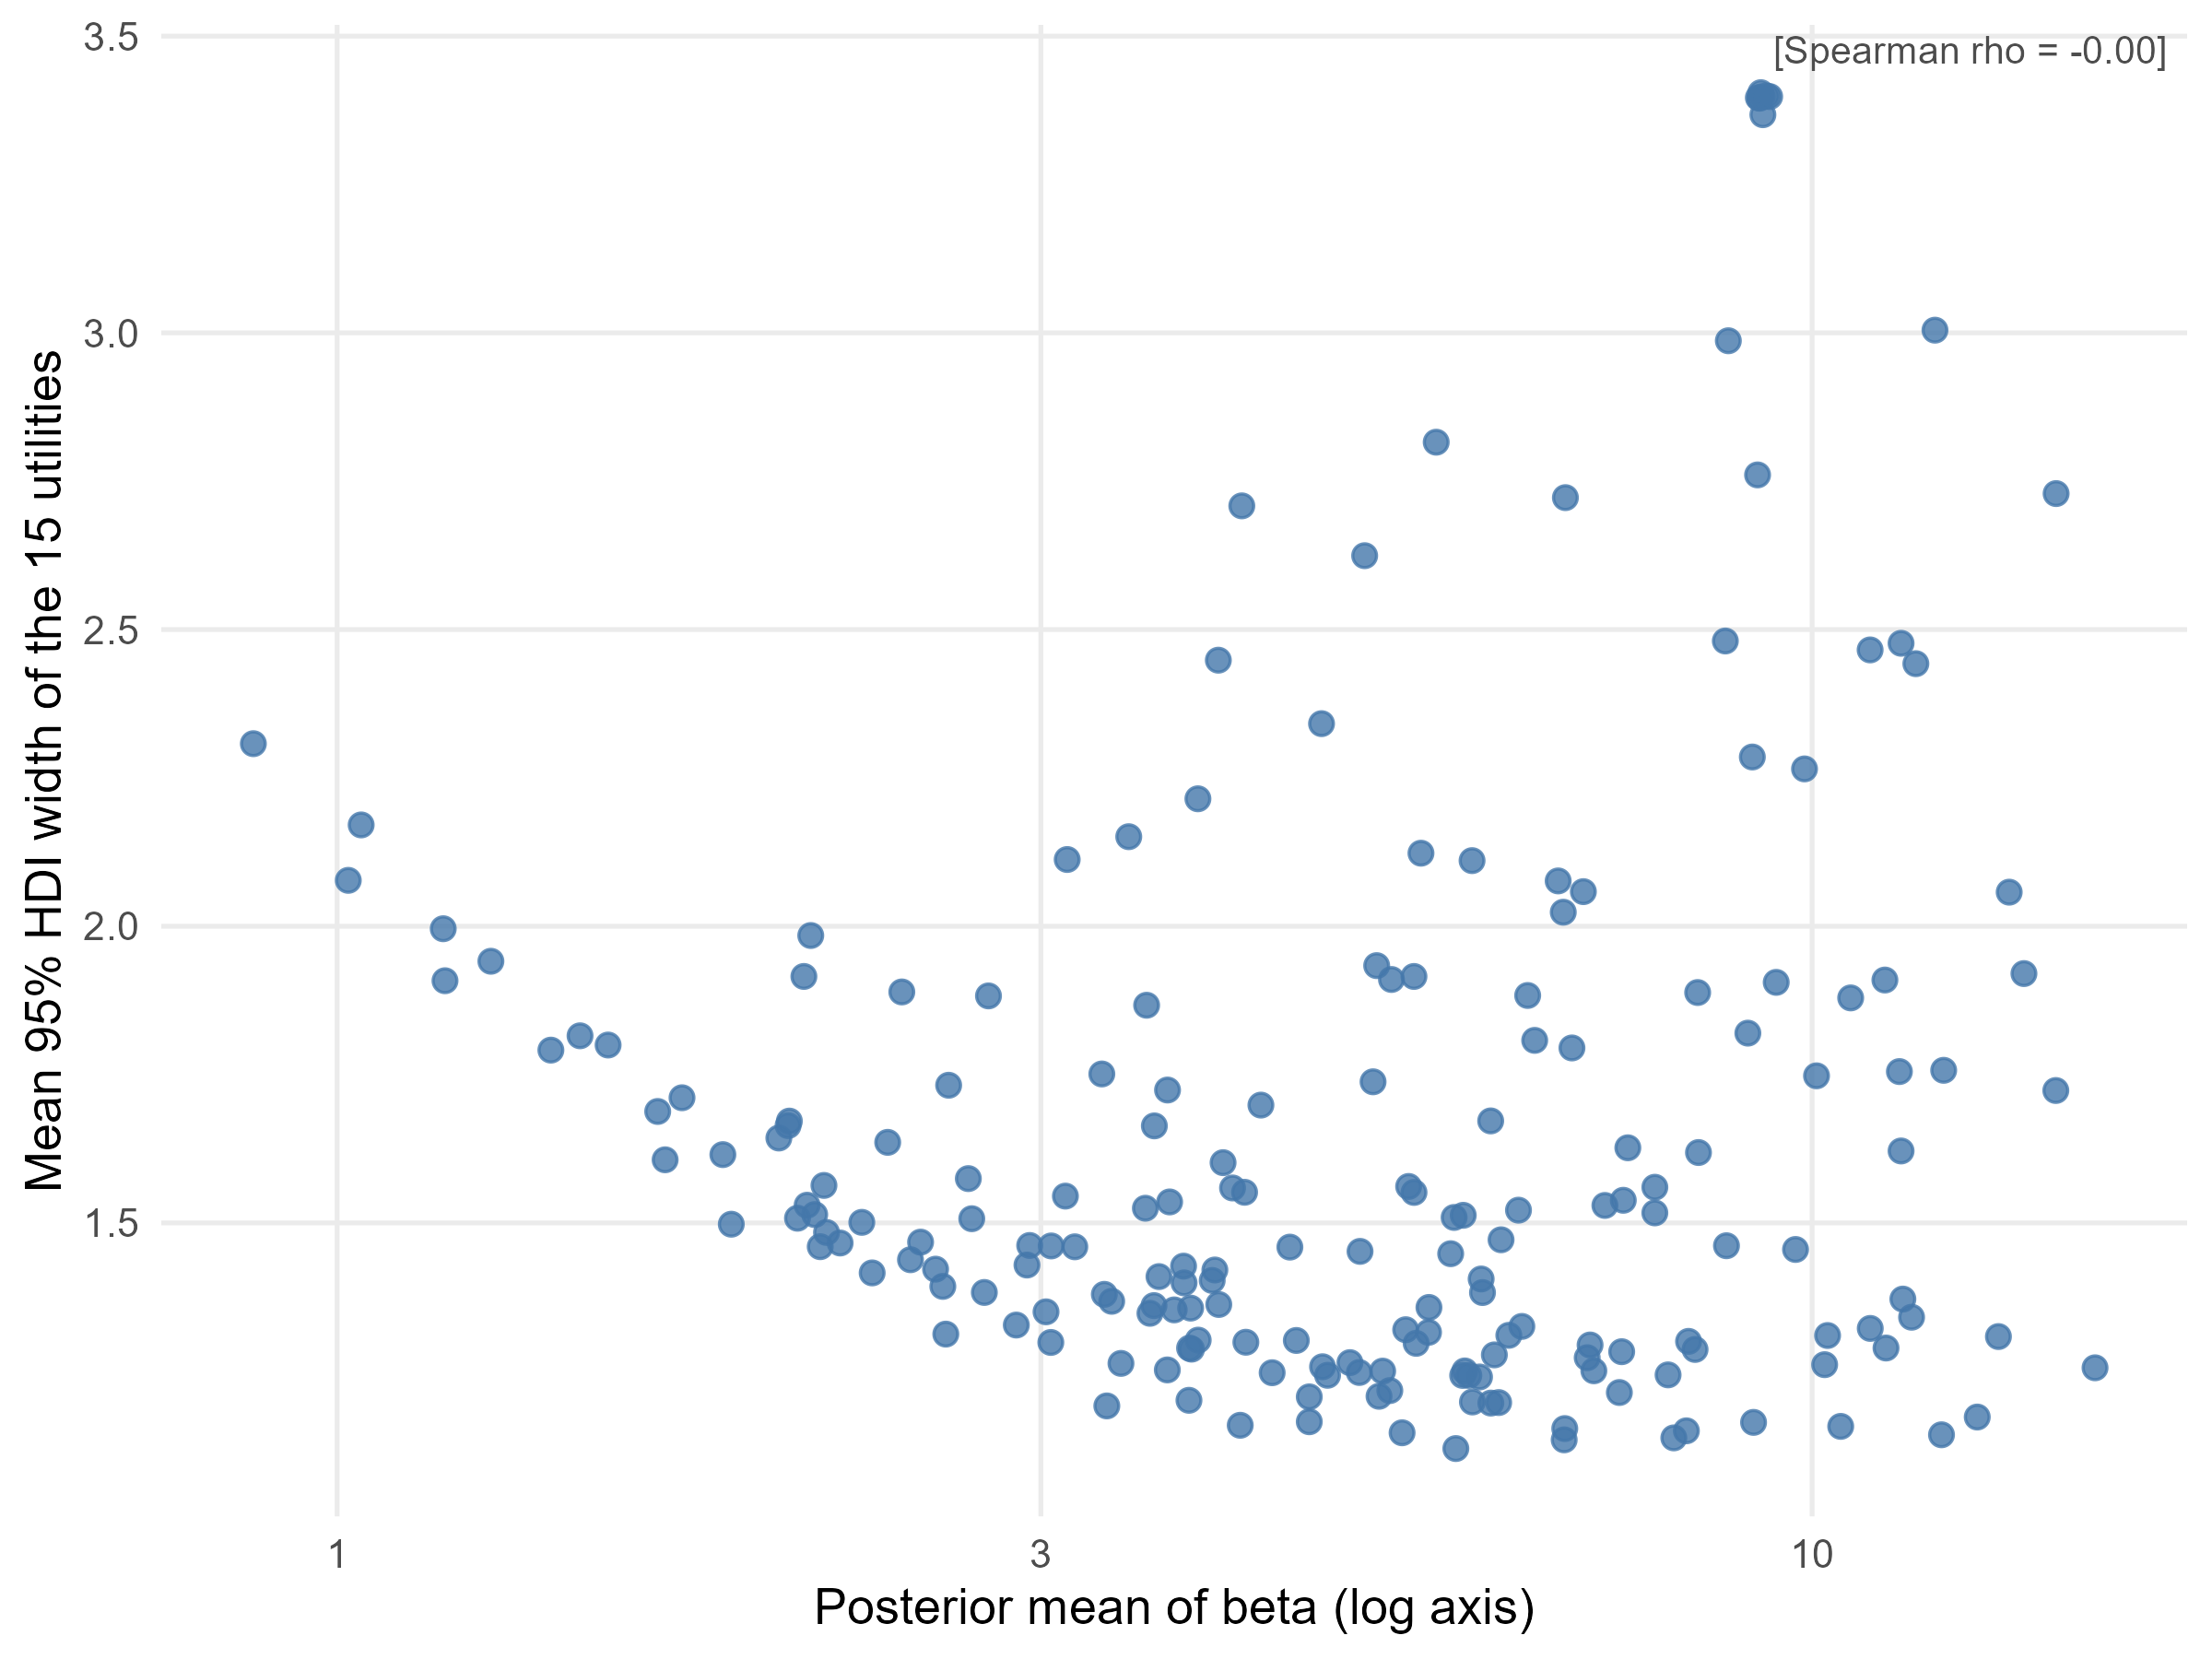 [Spearman rho = -0.00]
3.5
3.0
2.5
2.0
1.5
Mean 95% HDI width of the 15 utilities
1
3
10
Posterior mean of beta (log axis)